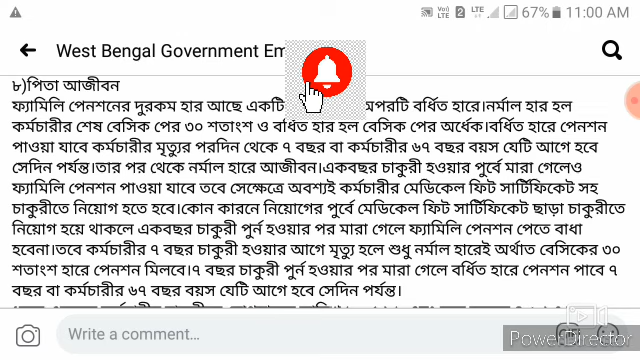 Vo)) LTE 2 LTE 67% 11:00 AM
West Bengal Government Em
৮)পিতা আজীবন
ফ্যামিলি পেনশনের দুরকম হার আছে একটি অপরটি বর্ধিত হারে।নর্মাল হার হল
কর্মচারীর শেষ বেসিক পের ৩০ শতাংশ ও বর্ধিত হার হল বেসিক পের অর্ধেক।বর্ধিত হারে পেনশন
পাওয়া যাবে কর্মচারীর মৃত্যুর পরদিন থেকে ৭ বছর বা কর্মচারীর ৬৭ বছর বয়স যেটি আগে হবে
সেদিন পর্যন্ত।তার পর থেকে নর্মাল হারে আজীবন।একবছর চাকুরী হওয়ার পুর্বে মারা গেলেও
ফ্যামিলি পেনশন পাওয়া যাবে তবে সেক্ষেত্রে অবশ্যই কর্মচারীর মেডিকেল ফিট সার্টিফিকেট সহ
চাকুরীতে নিয়োগ হতে হবে।কোন কারনে নিয়োগের পুর্বে মেডিকেল ফিট সার্টিফিকেট ছাড়া চাকুরীতে
নিয়োগ হয়ে থাকলে একবছর চাকুরী পুর্ন হওয়ার পর মারা গেলে ফ্যামিলি পেনশন পেতে বাধা
হবেনা।তবে কর্মচারীর ৭ বছর চাকুরী হওয়ার আগে মৃত্যু হলে শুধু নর্মাল হারেই অর্থাত বেসিকের ৩০
শতাংশ হারে পেনশন মিলবে।৭ বছর চাকুরী পুর্ন হওয়ার পর মারা গেলে বর্ধিত হারে পেনশন পাবে ৭
বছর বা কর্মচারীর ৬৭ বছর বয়স যেটি আগে হবে সেদিন পর্যন্ত।
Write a comment...
PowerDirector